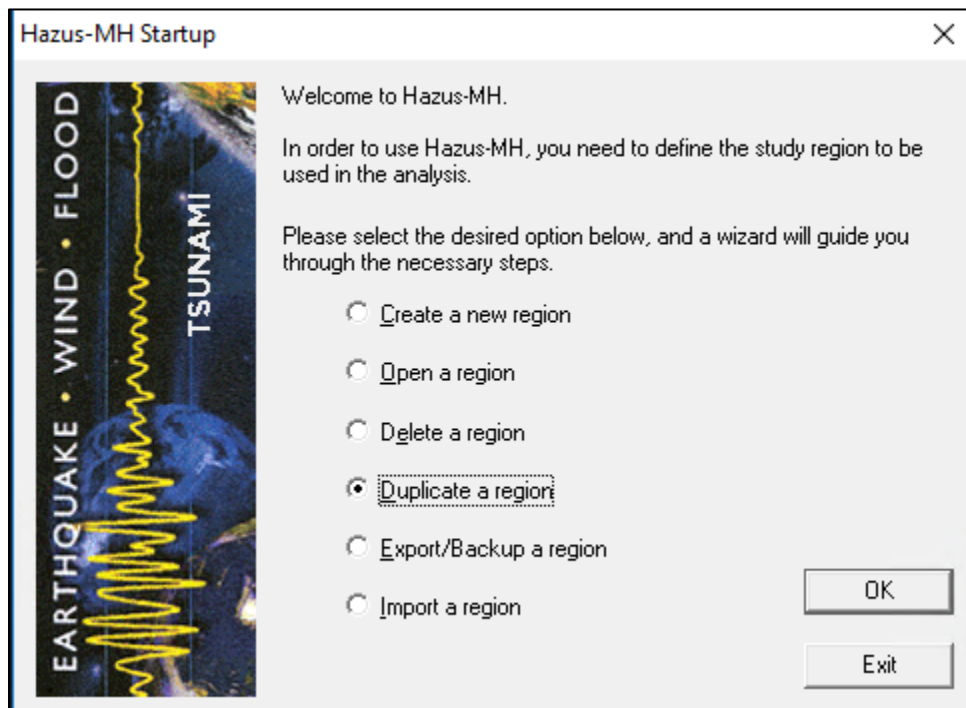 Hazus-MH Startup
EARTHQUAKE • WIND • FLOOD
TSUNAMI
Welcome to Hazus-MH.
In order to use Hazus-MH, you need to define the study region to be
used in the analysis.
Please select the desired option below, and a wizard will guide you
through the necessary steps.
Create a new region
Open a region
Delete a region
Duplicate a region
Export/Backup a region
Import a region
OK
Exit